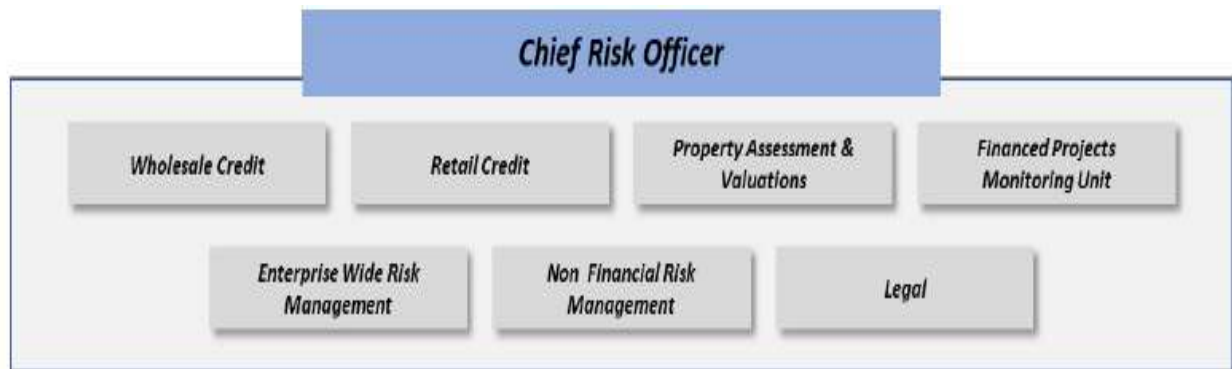 Chief Risk Officer
Wholesale Credit
Retail Credit
Property Assessment &
Valuations
Financed Projects
Monitoring Unit
Enterprise Wide Risk
Management
Non Financial Risk
Management
Legal